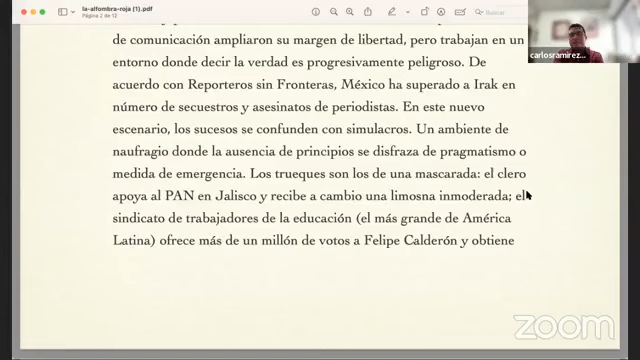 la-alfombra-roja (1).pdf
Página 2 de 12
Buscar
carlosramirez...
de comunicación ampliaron su margen de libertad, pero trabajan en un
entorno donde decir la verdad es progresivamente peligroso. De
acuerdo con Reporteros sin Fronteras, México ha superado a Irak en
número de secuestros y asesinatos de periodistas. En este nuevo
escenario, los sucesos se confunden con simulacros. Un ambiente de
naufragio donde la ausencia de principios se disfraza de pragmatismo o
medida de emergencia. Los trueques son los de una mascarada: el clero
apoya al PAN en Jalisco y recibe a cambio una limosna inmoderada; el
sindicato de trabajadores de la educación (el más grande de América
Latina) ofrece más de un millón de votos a Felipe Calderón y obtiene
zoom